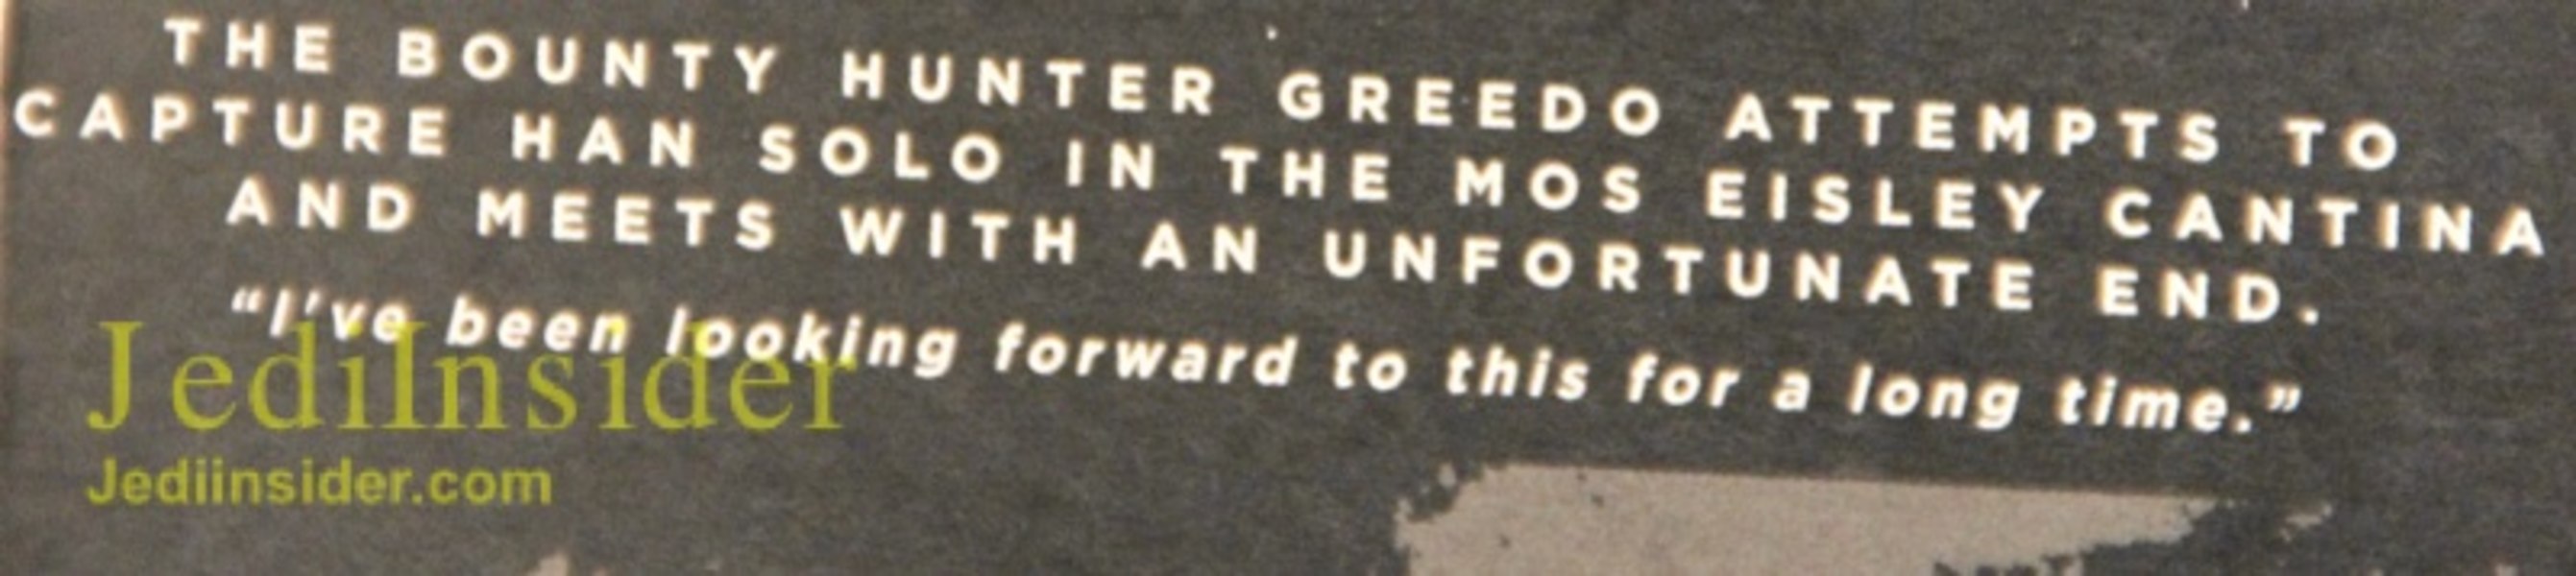 THE BOUNTY HUNTER GREEDO ATTEMPTS TO
CAPTURE HAN SOLO IN THE MOS EISLEY CANTINA
AND MEETS WITH AN UNFORTUNATE END.
“I've been looking forward to this for a long time.”
JediInsider
Jediinsider.com